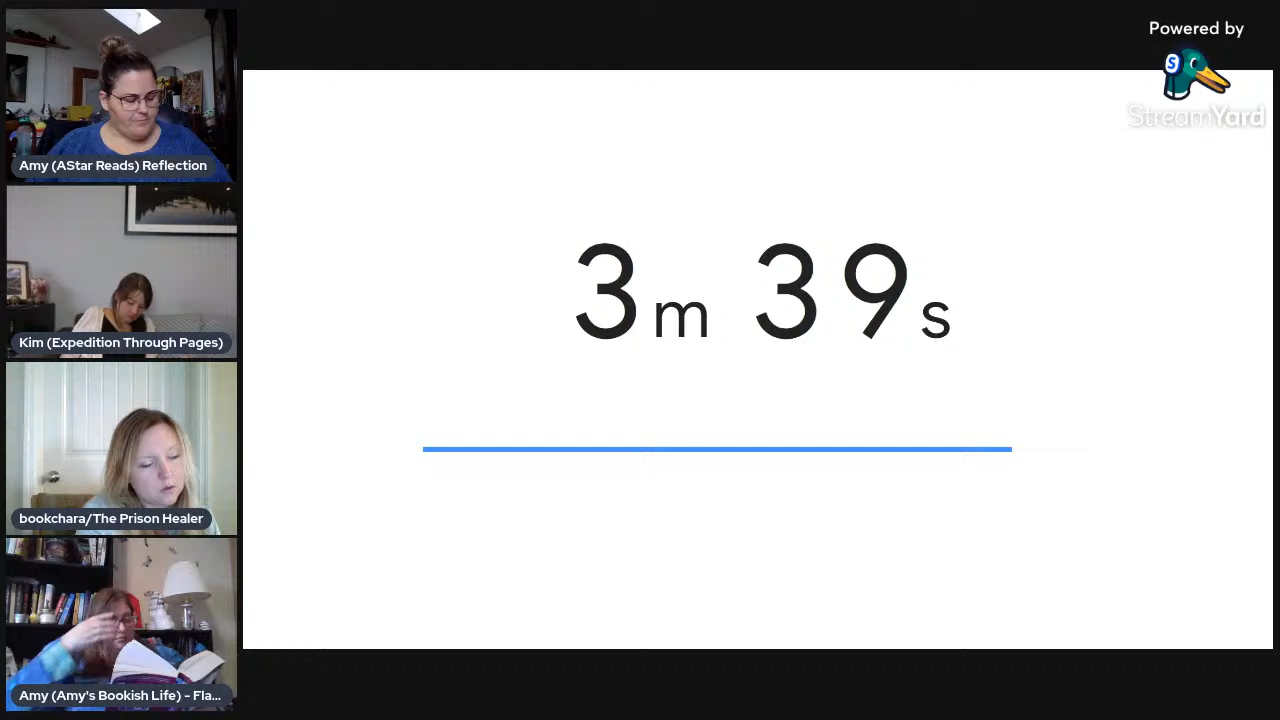 Powered by
S
StreamYard
3m 39s
Amy (AStar Reads) Reflection
Kim (Expedition Through Pages)
bookchara/The Prison Healer
Amy (Amy's Bookish Life) - Fla...